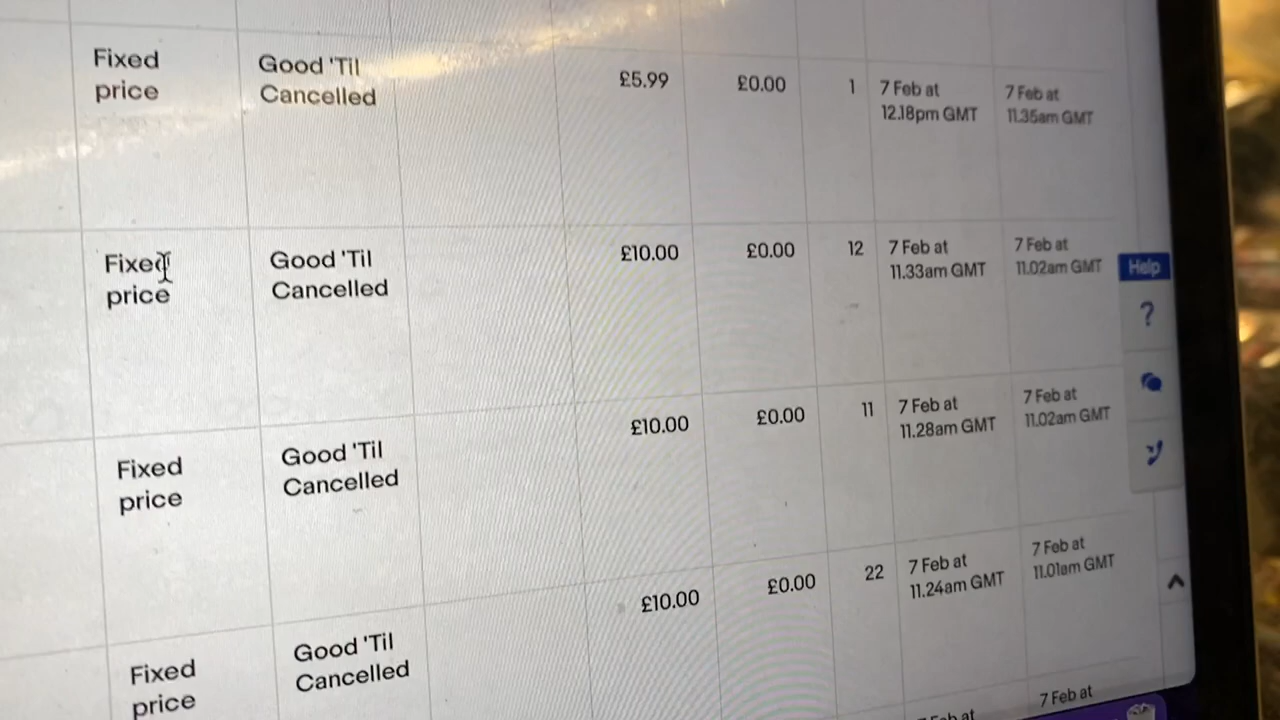 Fixed
price
Good 'Til
Cancelled
£5.99
£0.00
1
7 Feb at
12.18pm GMT
7 Feb at
11.35am GMT
Fixed
price
Good 'Til
Cancelled
£10.00
£0.00
12
7 Feb at
11.33am GMT
7 Feb at
11.02am GMT
Help
?
Fixed
price
Good 'Til
Cancelled
£10.00
£0.00
11
7 Feb at
11.28am GMT
7 Feb at
11.02am GMT
Fixed
price
Good 'Til
Cancelled
£10.00
£0.00
22
7 Feb at
11.24am GMT
7 Feb at
11.01am GMT
Feb at
7 Feb at